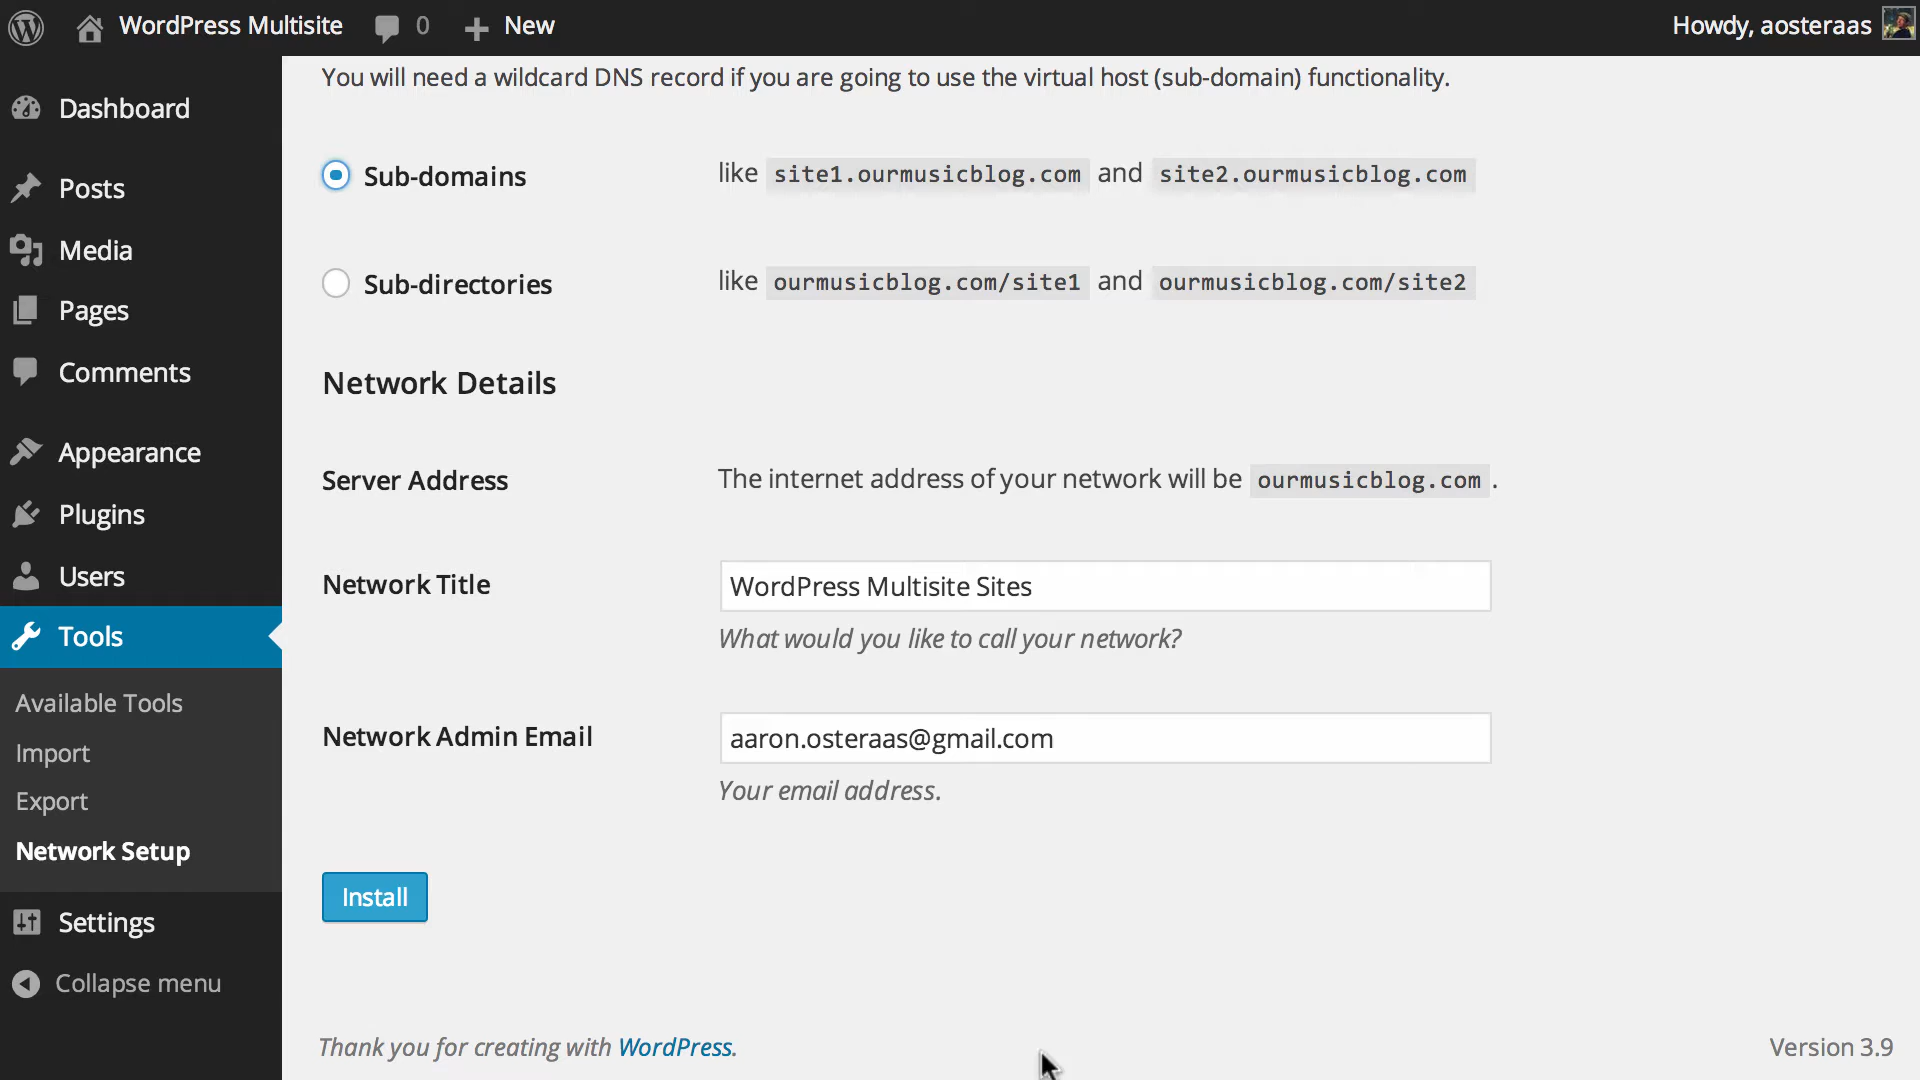 WordPress Multisite 0 New Howdy, aosteraas
You will need a wildcard DNS record if you are going to use the virtual host (sub-domain) functionality.
Dashboard
Posts
Media
Pages
Comments
Appearance
Plugins
Users
Tools
Available Tools
Import
Export
Network Setup
Settings
Collapse menu
Sub-domains like site1.ourmusicblog.com and site2.ourmusicblog.com
Sub-directories like ourmusicblog.com/site1 and ourmusicblog.com/site2
Network Details
Server Address The internet address of your network will be ourmusicblog.com .
Network Title WordPress Multisite Sites
What would you like to call your network?
Network Admin Email aaron.osteraas@gmail.com
Your email address.
Install
Thank you for creating with WordPress. Version 3.9